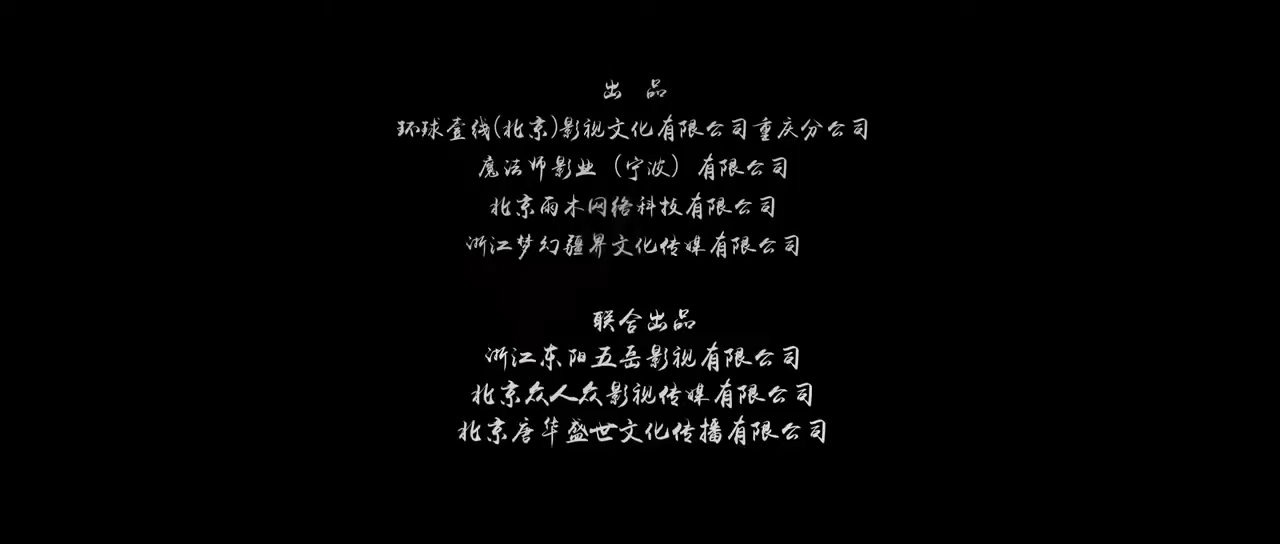 出 品
环球壹线(北京)影视文化有限公司重庆分公司
魔法师影业（宁波）有限公司
北京雨木网络科技有限公司
浙江梦幻疆界文化传媒有限公司
联合出品
浙江东阳五岳影视有限公司
北京众人众影视传媒有限公司
北京唐华盛世文化传播有限公司